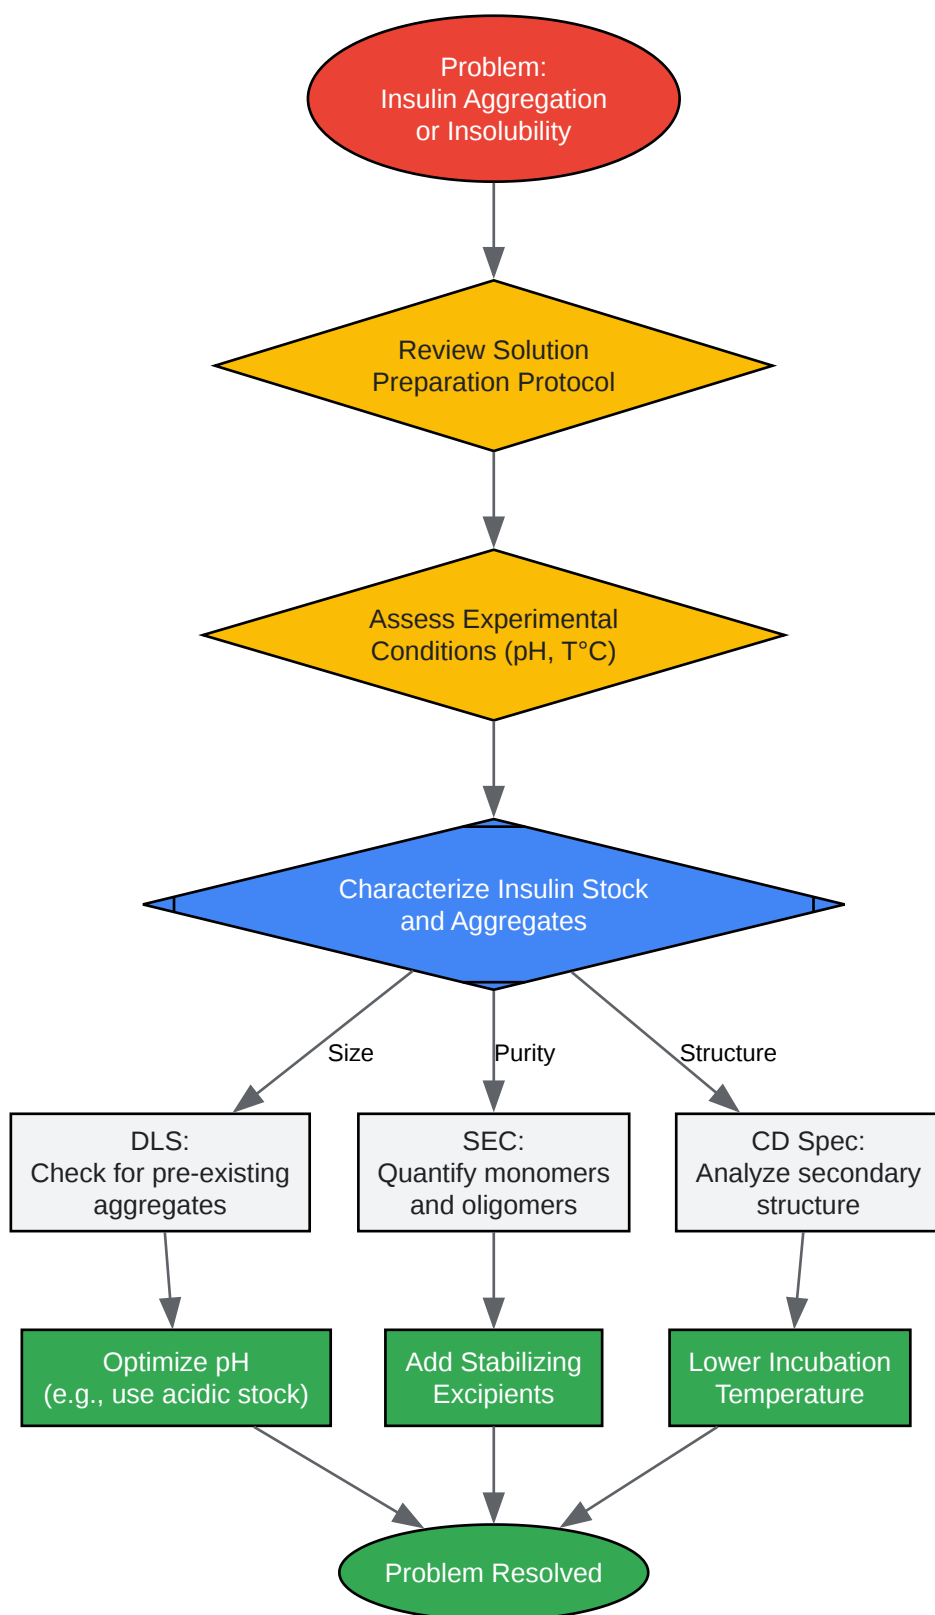 Problem:
Insulin Aggregation
or Insolubility
Review Solution
Preparation Protocol
Assess Experimental
Conditions (pH, T°C)
Characterize Insulin Stock
and Aggregates
Size
Purity
Structure
DLS:
Check for pre-existing
aggregates
SEC:
Quantify monomers
and oligomers
CD Spec:
Analyze secondary
structure
Optimize pH
(e.g., use acidic stock)
Add Stabilizing
Excipients
Lower Incubation
Temperature
Problem Resolved